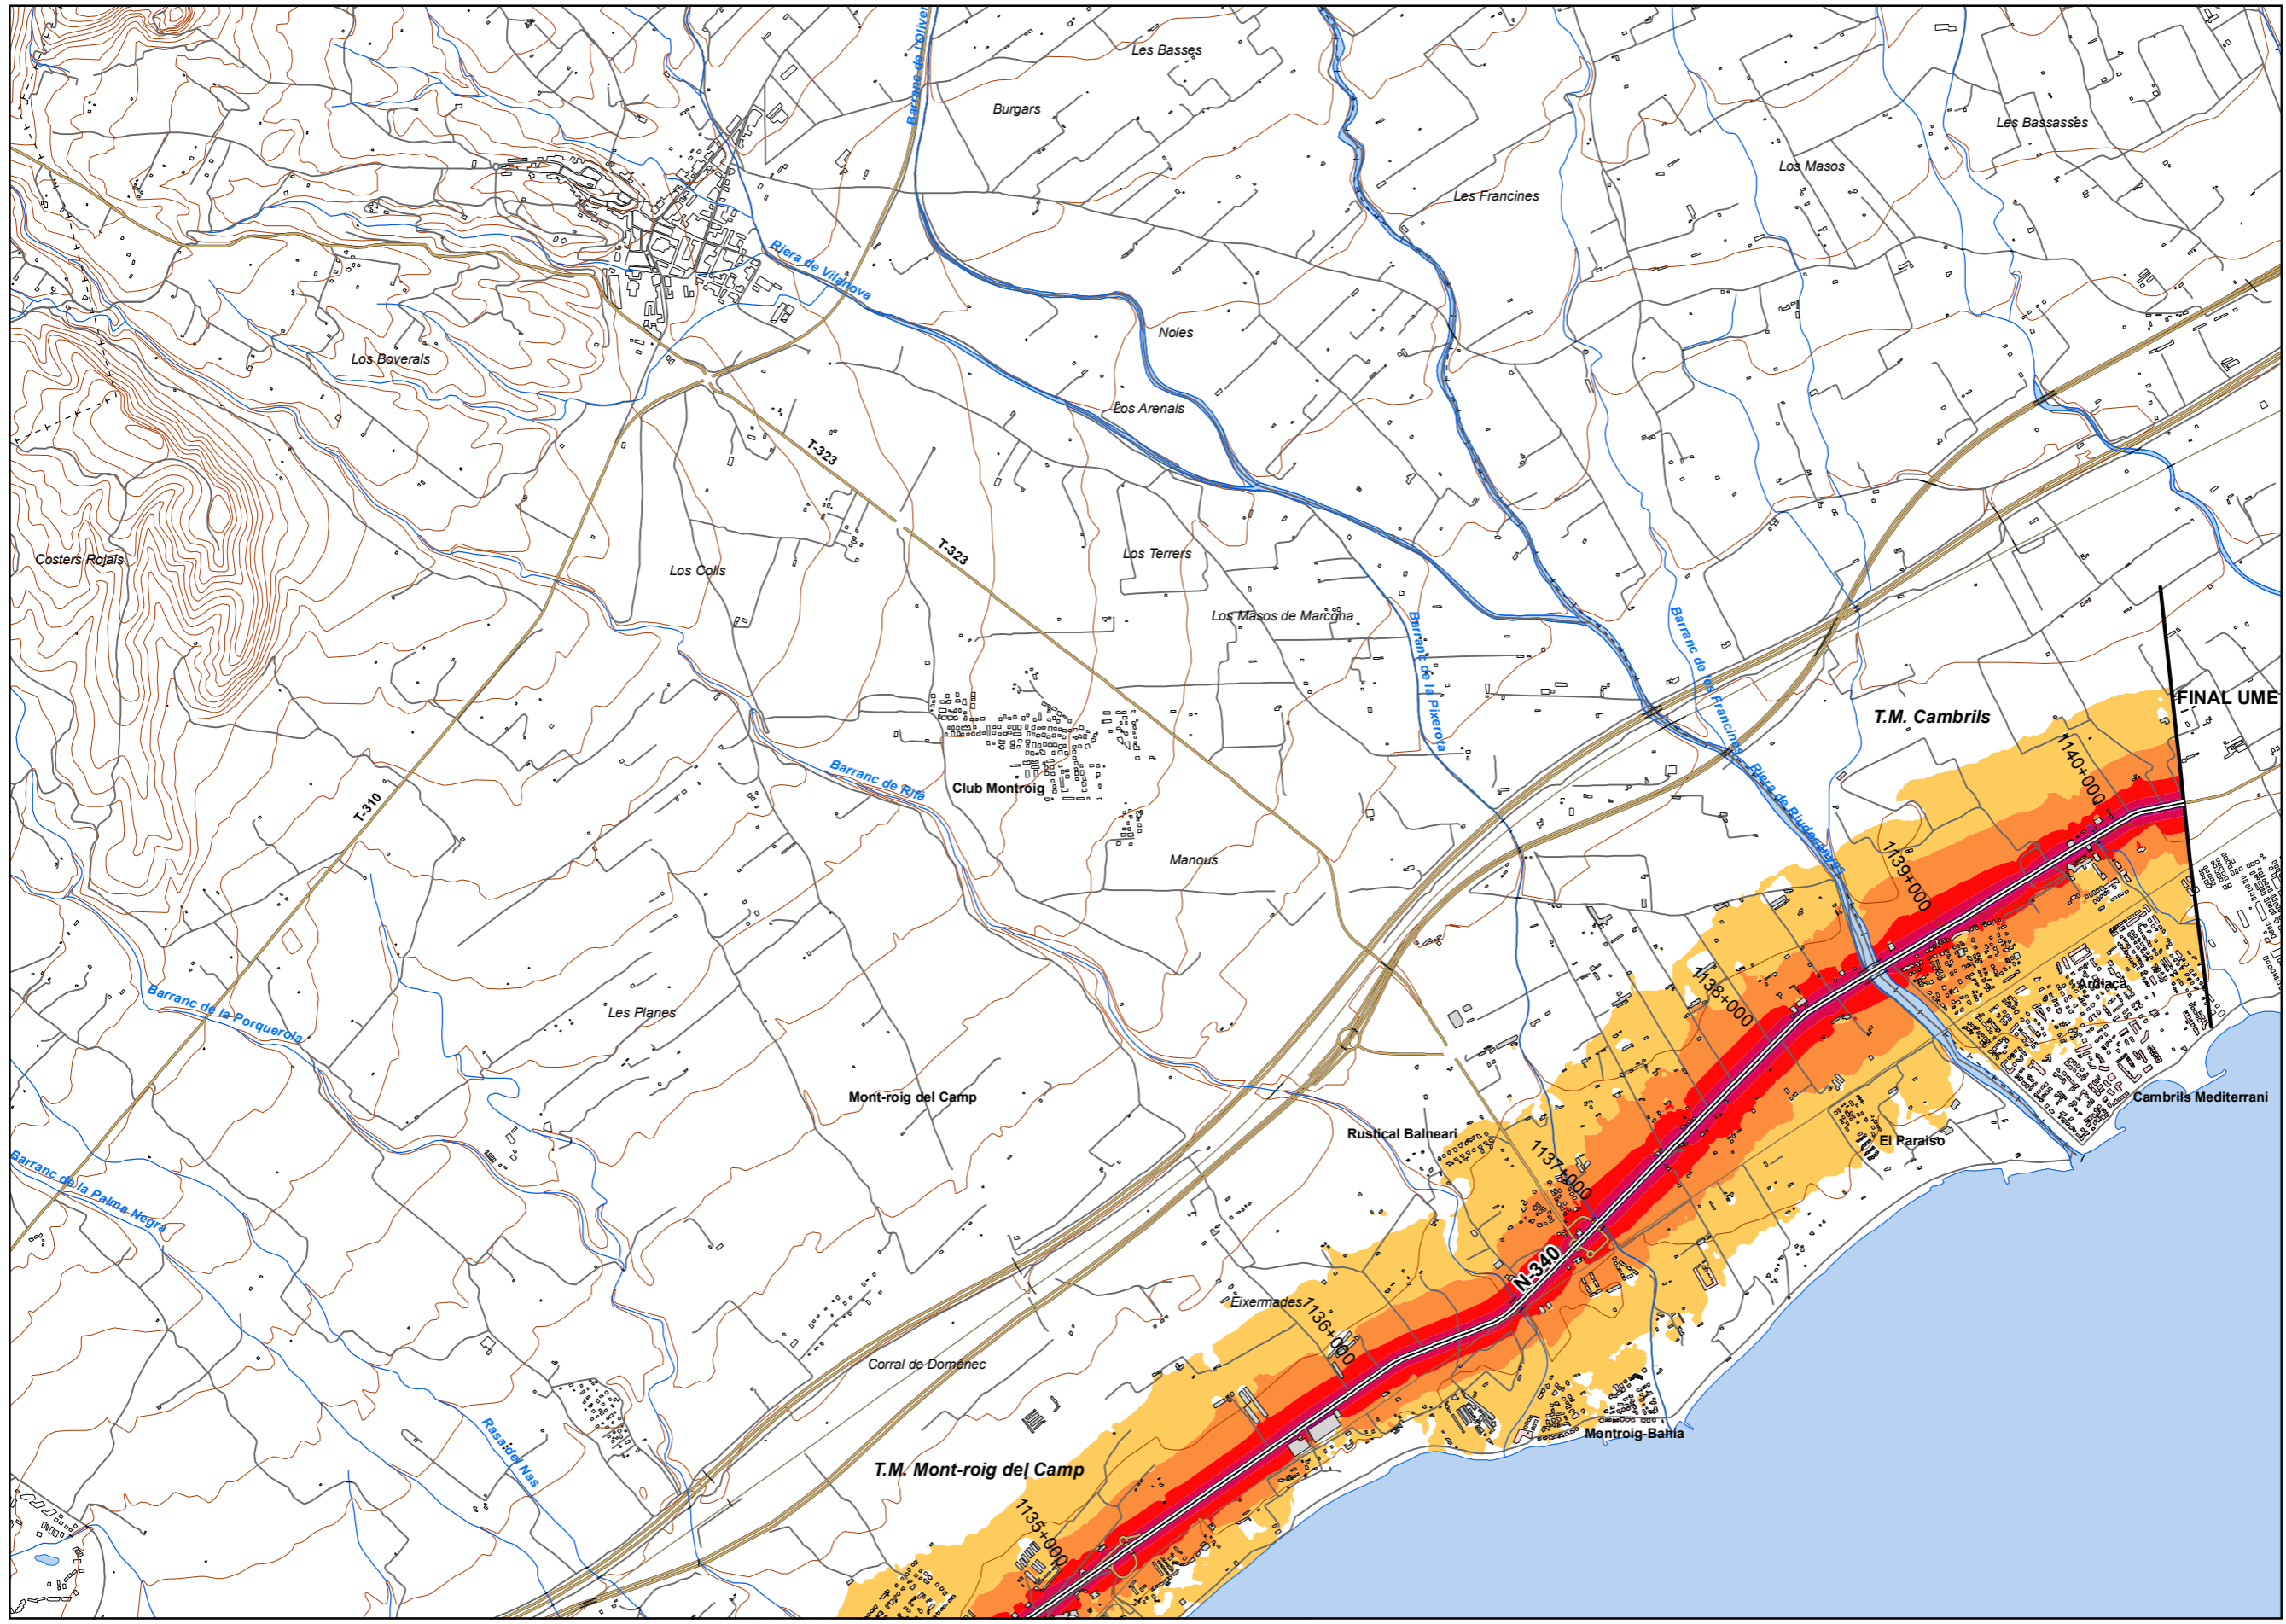 Barranc de l'Oliver
Les Basses
Burgars
Les Bassasses
Los Masos
Les Francines
Riera de Vilanova
Noies
Los Boverals
Los Arenals
T-323
T-323
Costers Rojals
Los Colls
Los Terrers
Los Masos de Marcona
Barranc de la Pixerota
Barranc de les Francines
FINAL UME
T.M. Cambrils
1140+000
Riera de Riudecanyes
Barranc de Rifà
Club Montroig
T-310
Manous
1139+000
Ardiaca
1138+000
Barranc de la Porquerola
Les Planes
Mont-roig del Camp
Cambrils Mediterrani
Rustical Balneari
El Paraiso
1137+000
Barranc de la Palma Negra
N-340
Eixermades
1136+000
Corral de Domènec
Montroig-Bahia
Rasa del Nas
T.M. Mont-roig del Camp
1135+000